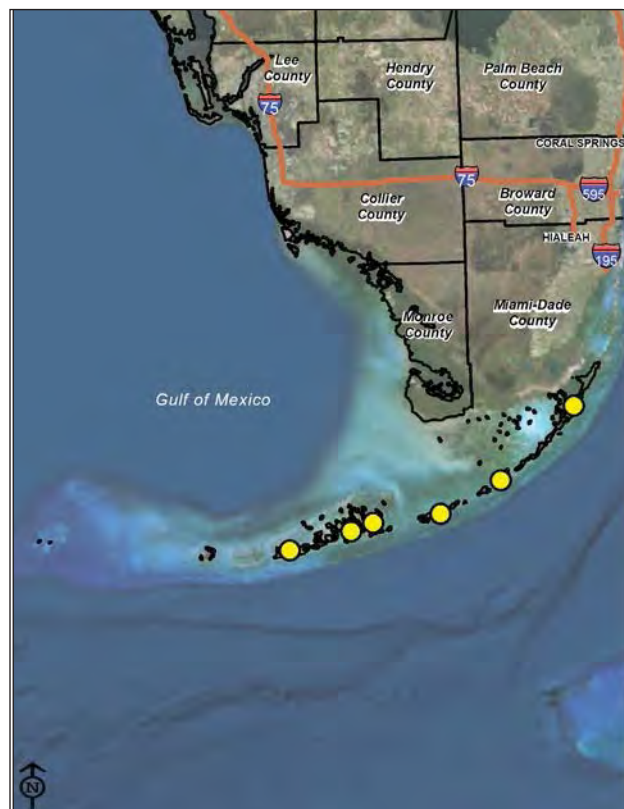 Lee
County
Hendry
County
Palm Beach
County
75
CORAL SPRINGS
75
595
Collier
County
Broward
County
HIALEAH
195
Miami-Dade
County
Monroe
County
Gulf of Mexico
N